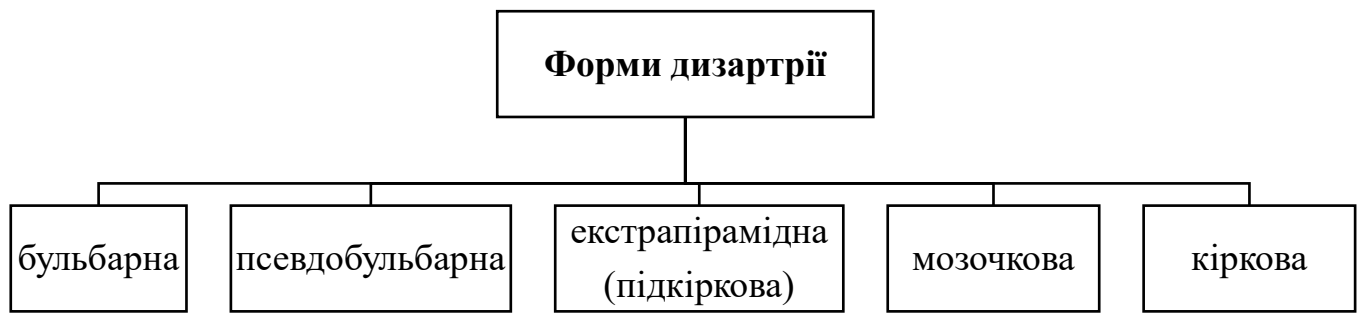 Форми дизартрії
бульбарна
псевдобульбарна
екстрапірамідна
(підкіркова)
мозочкова
кіркова